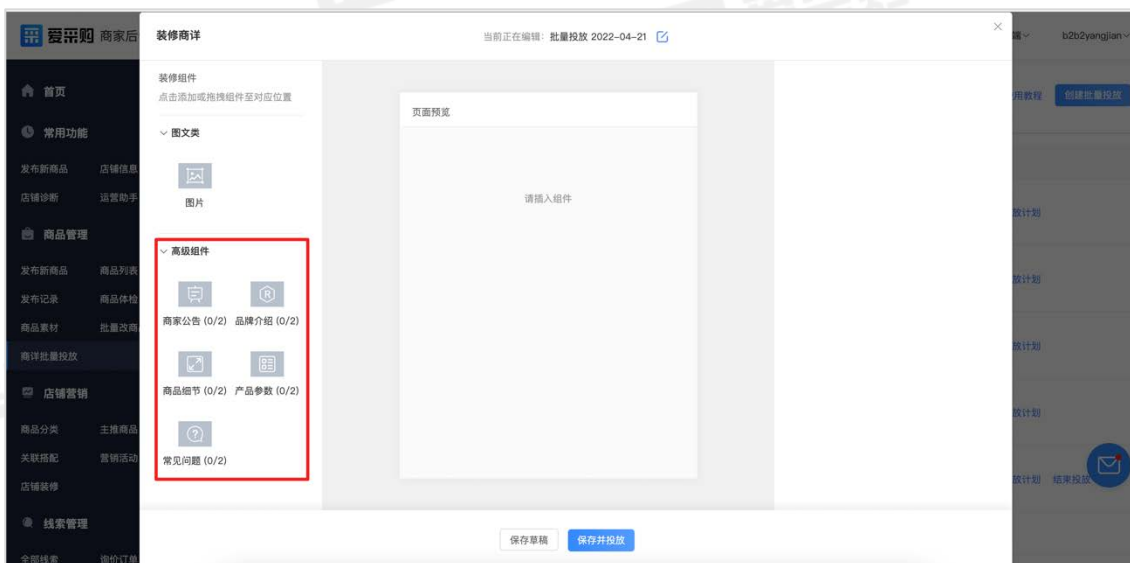 爱采购 商家后
装修商详
当前正在编辑：批量投放 2022-04-21
b2b2yangjian
首页
装修组件
点击添加或拖拽组件至对应位置
用教程
创建批量投放
页面预览
常用功能
图文类
发布新商品 店铺信息
店铺诊断 运营助手
图片
请插入组件
放计划
商品管理
高级组件
发布新商品 商品列表
放计划
发布记录 商品体检
商家公告 (0/2) 品牌介绍 (0/2)
商品素材 批量改商
放计划
商详批量投放
店铺营销
商品细节 (0/2) 产品参数 (0/2)
放计划
商品分类 主推商品
关联搭配 营销活动
常见问题 (0/2)
放计划 结束投放
店铺装修
线索管理
保存草稿
保存并投放
全部线索 询价订单